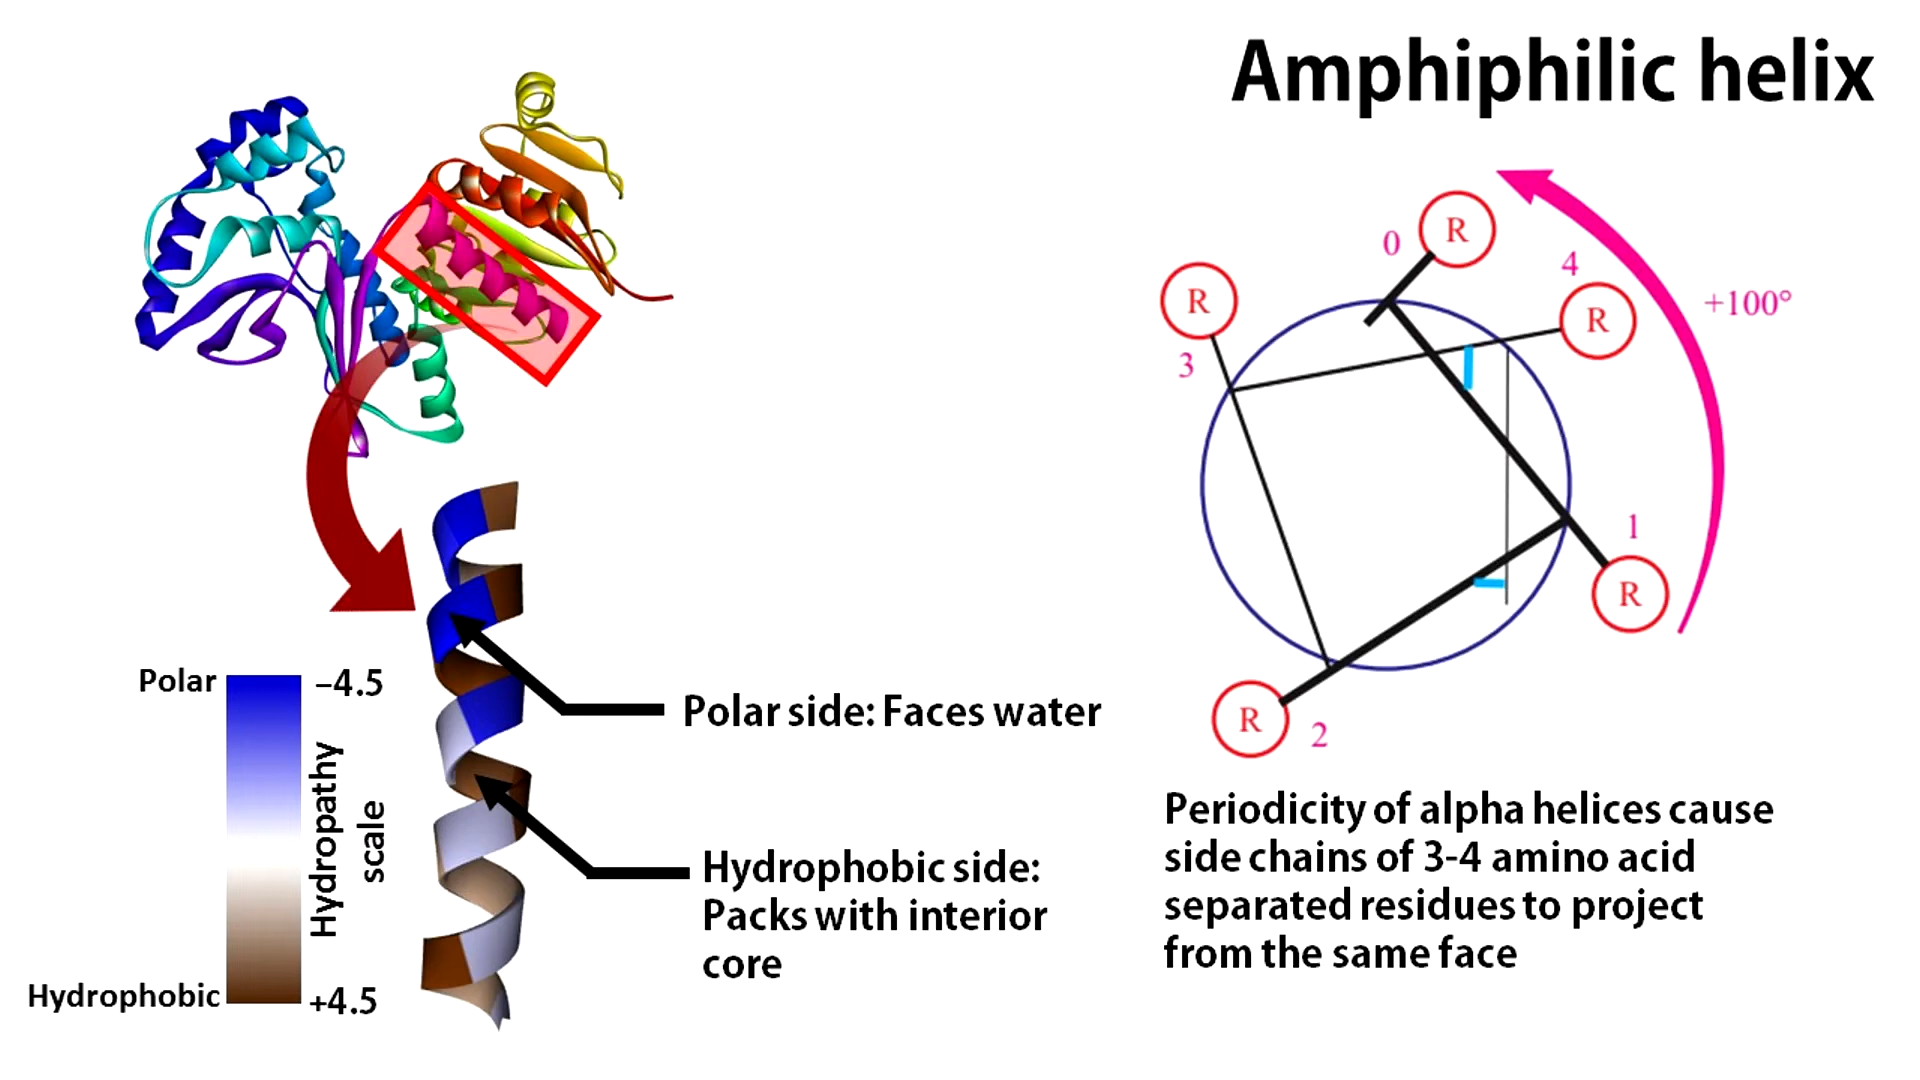 Amphiphilic helix
R
0
4
R
R
3
+100°
1
R
R
2
Polar
–4.5
Hydropathy
scale
Hydrophobic
+4.5
Polar side: Faces water
Hydrophobic side:
Packs with interior
core
Periodicity of alpha helices cause
side chains of 3-4 amino acid
separated residues to project
from the same face